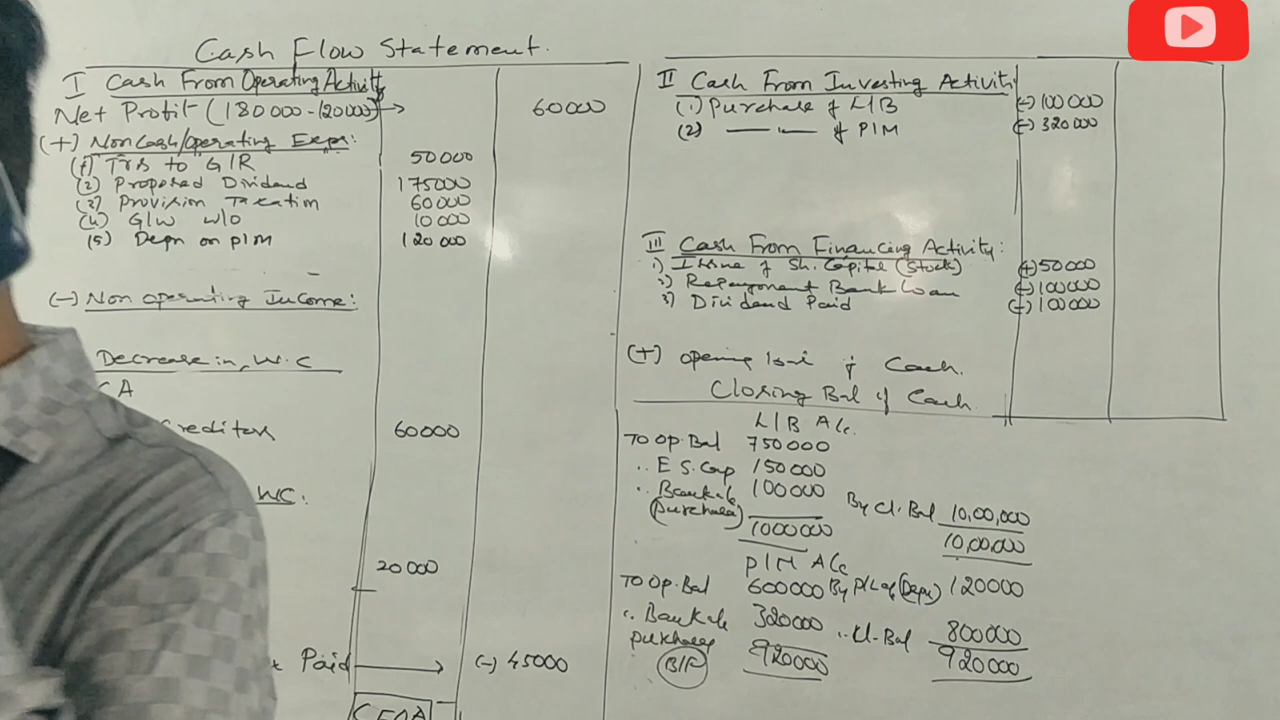 Cash Flow Statement.
I Cash From Operating Activity
Net Profit (180000-120000) → 60000
(+) Non Cash/operating Exps:
(1) Trs to G/R 50000
(2) Proposed Dividend 175000
(3) Provision Taxation 60000
(4) G/w w/o 10000
(5) Depn on P/M 120000
(-) Non operating Income:
Decrease in W.C
CA
Creditors 60000
WC.
20000
Paid → (-) 45000
CFOA
II Cash From Investing Activity
(1) Purchase of L/B (-) 100000
(2) —— " —— of P/M (-) 320000
III Cash From Financing Activity:
1) Issue of Sh. Capital (Stock) (+) 50000
2) Repayment Bank Loan (-) 100000
3) Dividend Paid (-) 100000
(+) opening of Cash.
Closing Bal of Cash
L/B A/c.
To Op. Bal 750000
.. E S. Cap 150000
.. Bank A/c 100000 By Cl. Bal 10,00,000
(Purchase) 1000000 10,00,000
P/M A/c
To Op. Bal 600000 By P/L a/c (Depn) 120000
.. Bank A/c 320000 .. Cl. Bal 800000
purchases 920000 920000
(B/F)